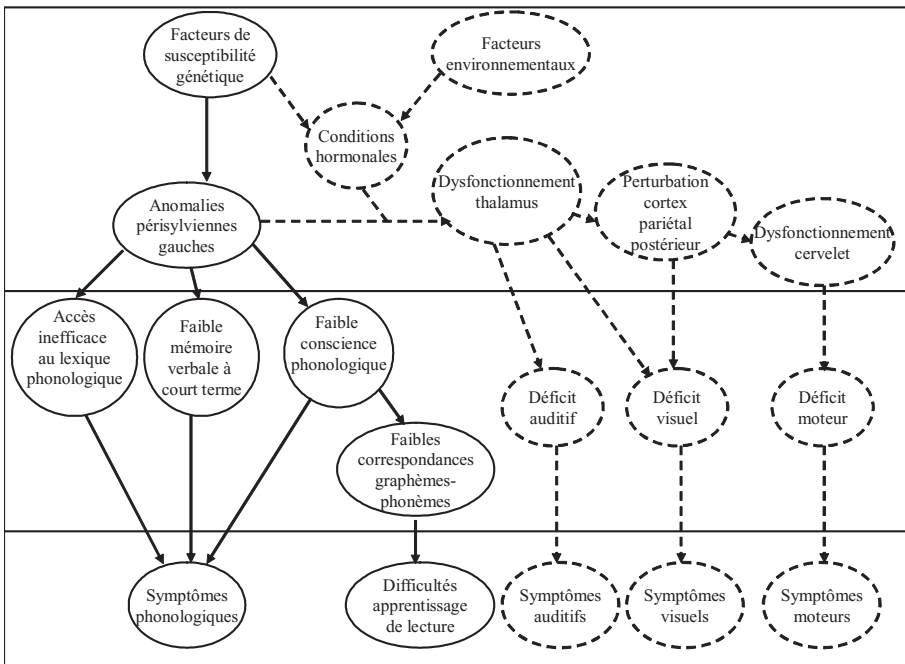 Facteurs de
susceptibilité
génétique
Facteurs
environnementaux
Conditions
hormonales
Anomalies
périsylviennes
gauches
Dysfonctionnement
thalamus
Perturbation
cortex
pariétal
postérieur
Dysfonctionnement
cervelet
Accès
inefficace
au lexique
phonologique
Faible
mémoire
verbale à
court terme
Faible
conscience
phonologique
Déficit
auditif
Déficit
visuel
Déficit
moteur
Faibles
correspondances
graphèmes-
phonèmes
Symptômes
phonologiques
Difficultés
apprentissage
de lecture
Symptômes
auditifs
Symptômes
visuels
Symptômes
moteurs